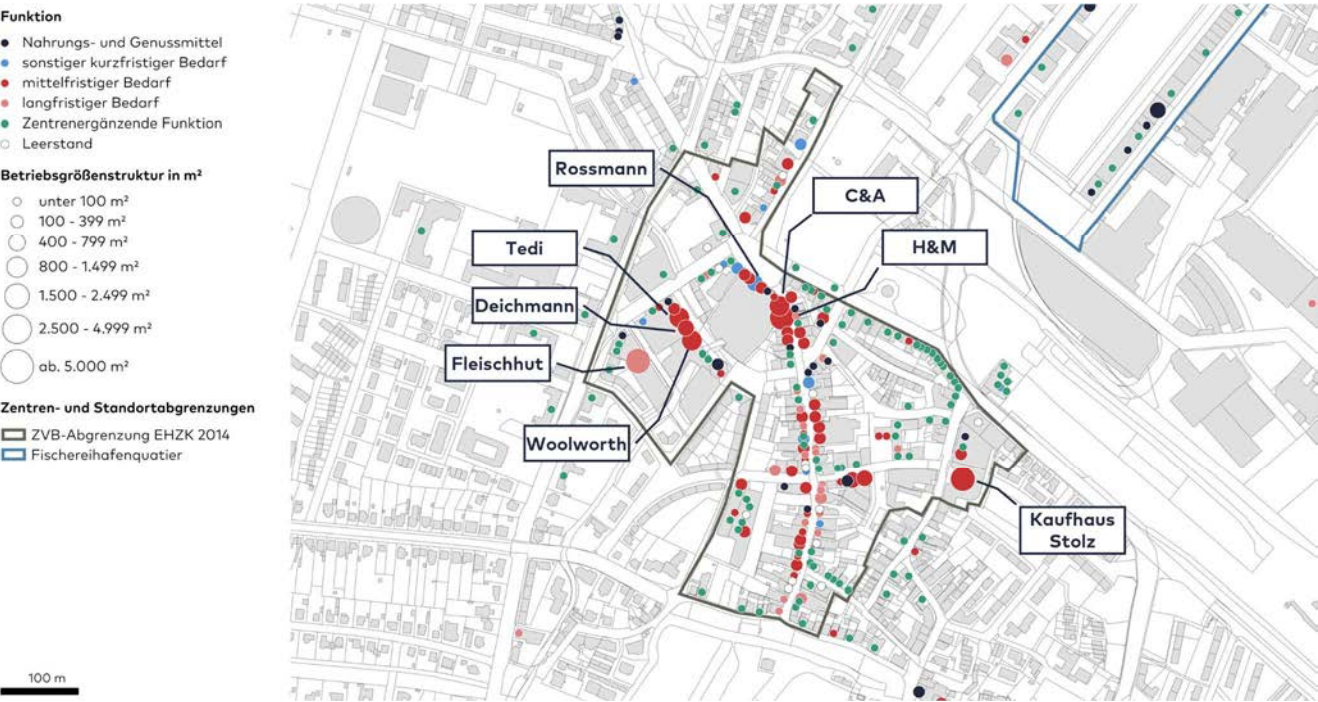 Funktion
Nahrungs- und Genussmittel
sonstiger kurzfristiger Bedarf
mittelfristiger Bedarf
langfristiger Bedarf
Zentrenergänzende Funktion
Leerstand
Betriebsgrößenstruktur in m²
unter 100 m²
100 - 399 m²
400 - 799 m²
800 - 1.499 m²
1.500 - 2.499 m²
2.500 - 4.999 m²
ab. 5.000 m²
Zentren- und Standortabgrenzungen
ZVB-Abgrenzung EHZK 2014
Fischereihafenquatier
100 m
Rossmann
C&A
Tedi
H&M
Deichmann
Fleischhut
Woolworth
Kaufhaus
Stolz